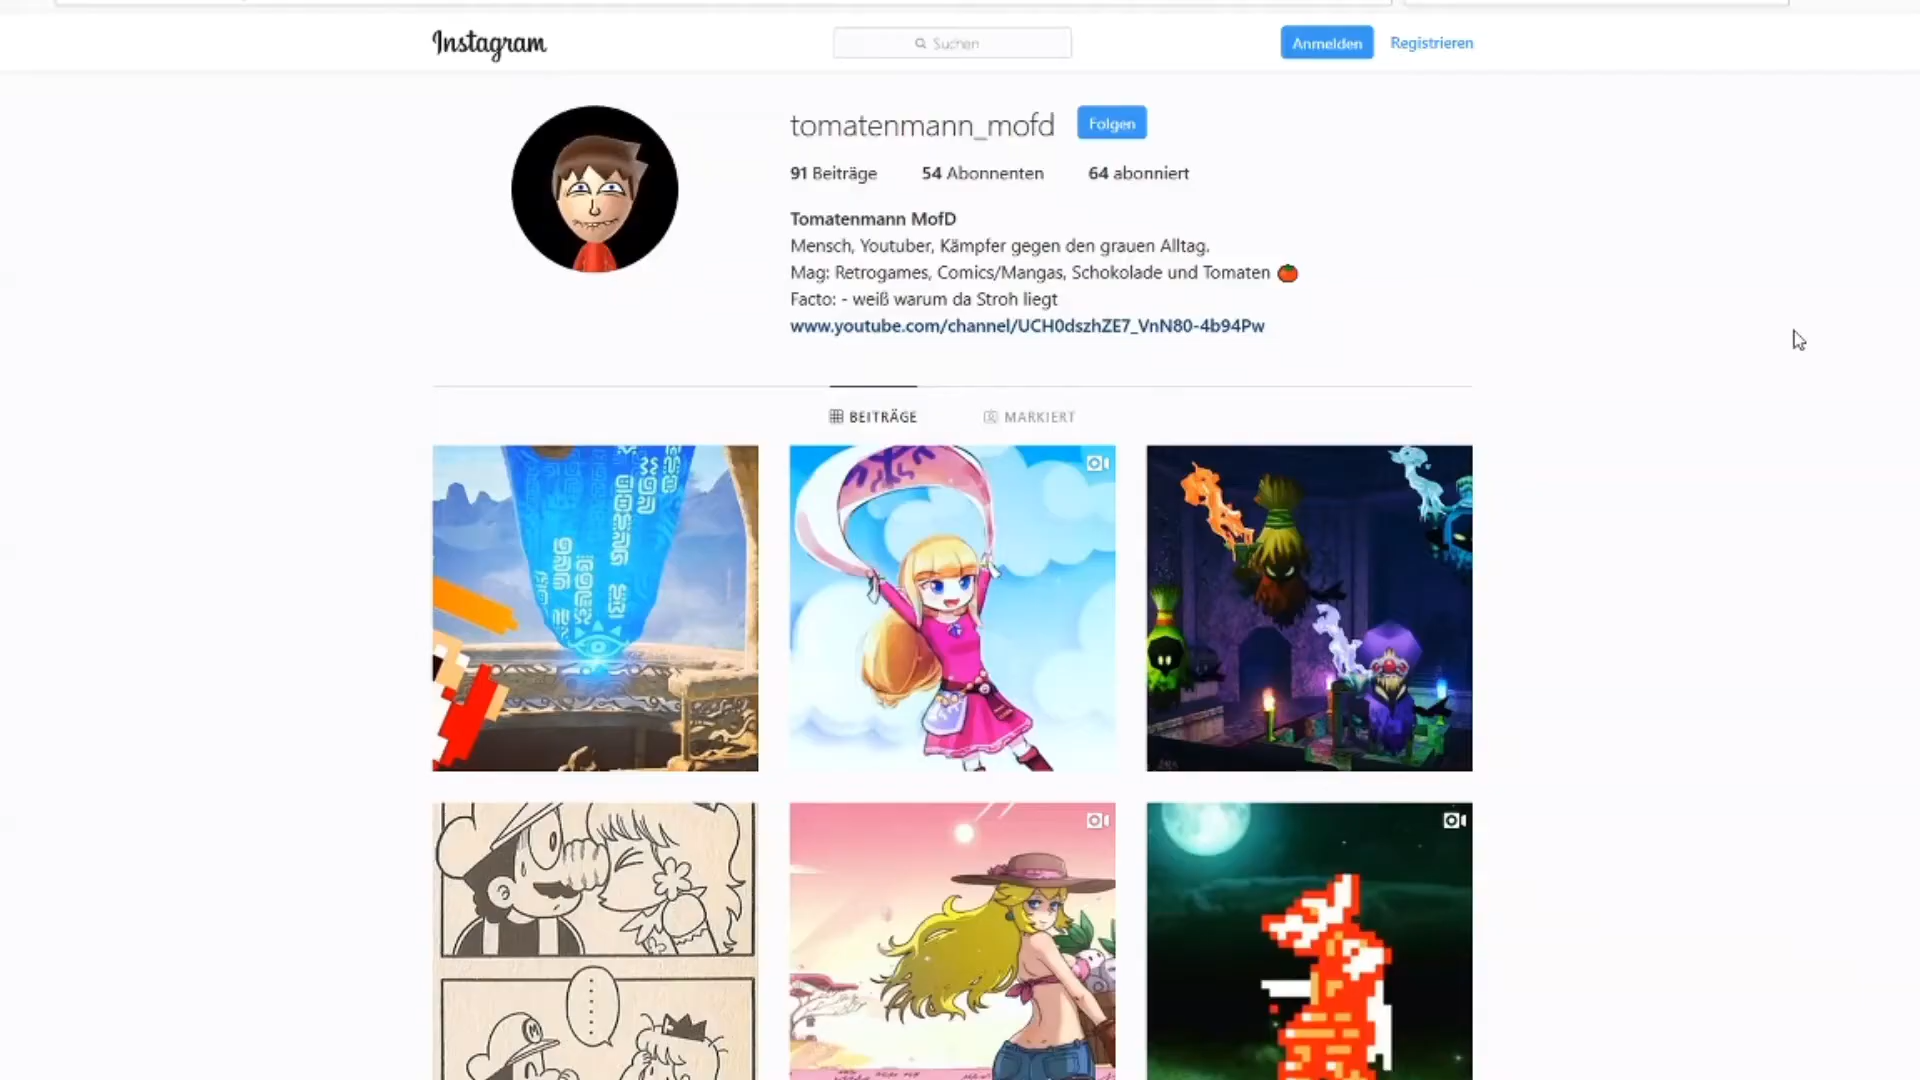 Instagram
Suchen
Anmelden
Registrieren
tomatenmann_mofd
Folgen
91 Beiträge 54 Abonnenten 64 abonniert
Tomatenmann MofD
Mensch, Youtuber, Kämpfer gegen den grauen Alltag.
Mag: Retrogames, Comics/Mangas, Schokolade und Tomaten 🍅
Facto: - weiß warum da Stroh liegt
www.youtube.com/channel/UCH0dszhZE7_VnN80-4b94Pw
BEITRÄGE MARKIERT
M